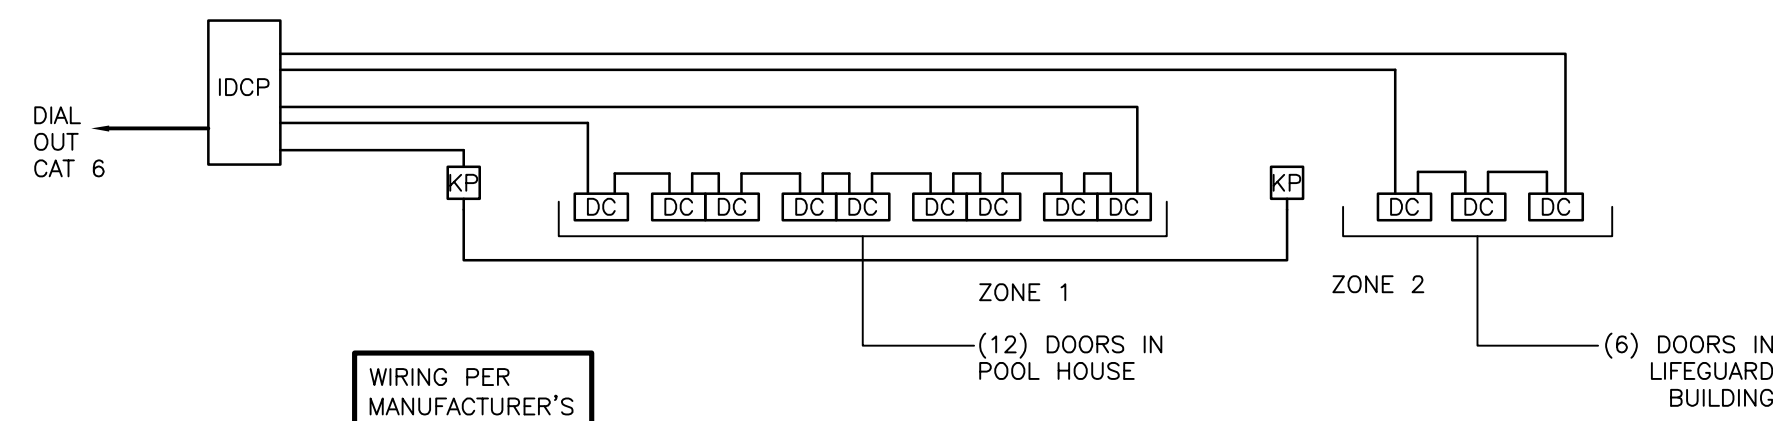 IDCP
DIAL
OUT
CAT 6
KP
DC
DC DC
DC DC
DC DC
DC DC
KP
DC
DC
DC
ZONE 1
ZONE 2
(12) DOORS IN
POOL HOUSE
(6) DOORS IN
LIFEGUARD
BUILDING
WIRING PER
MANUFACTURER'S